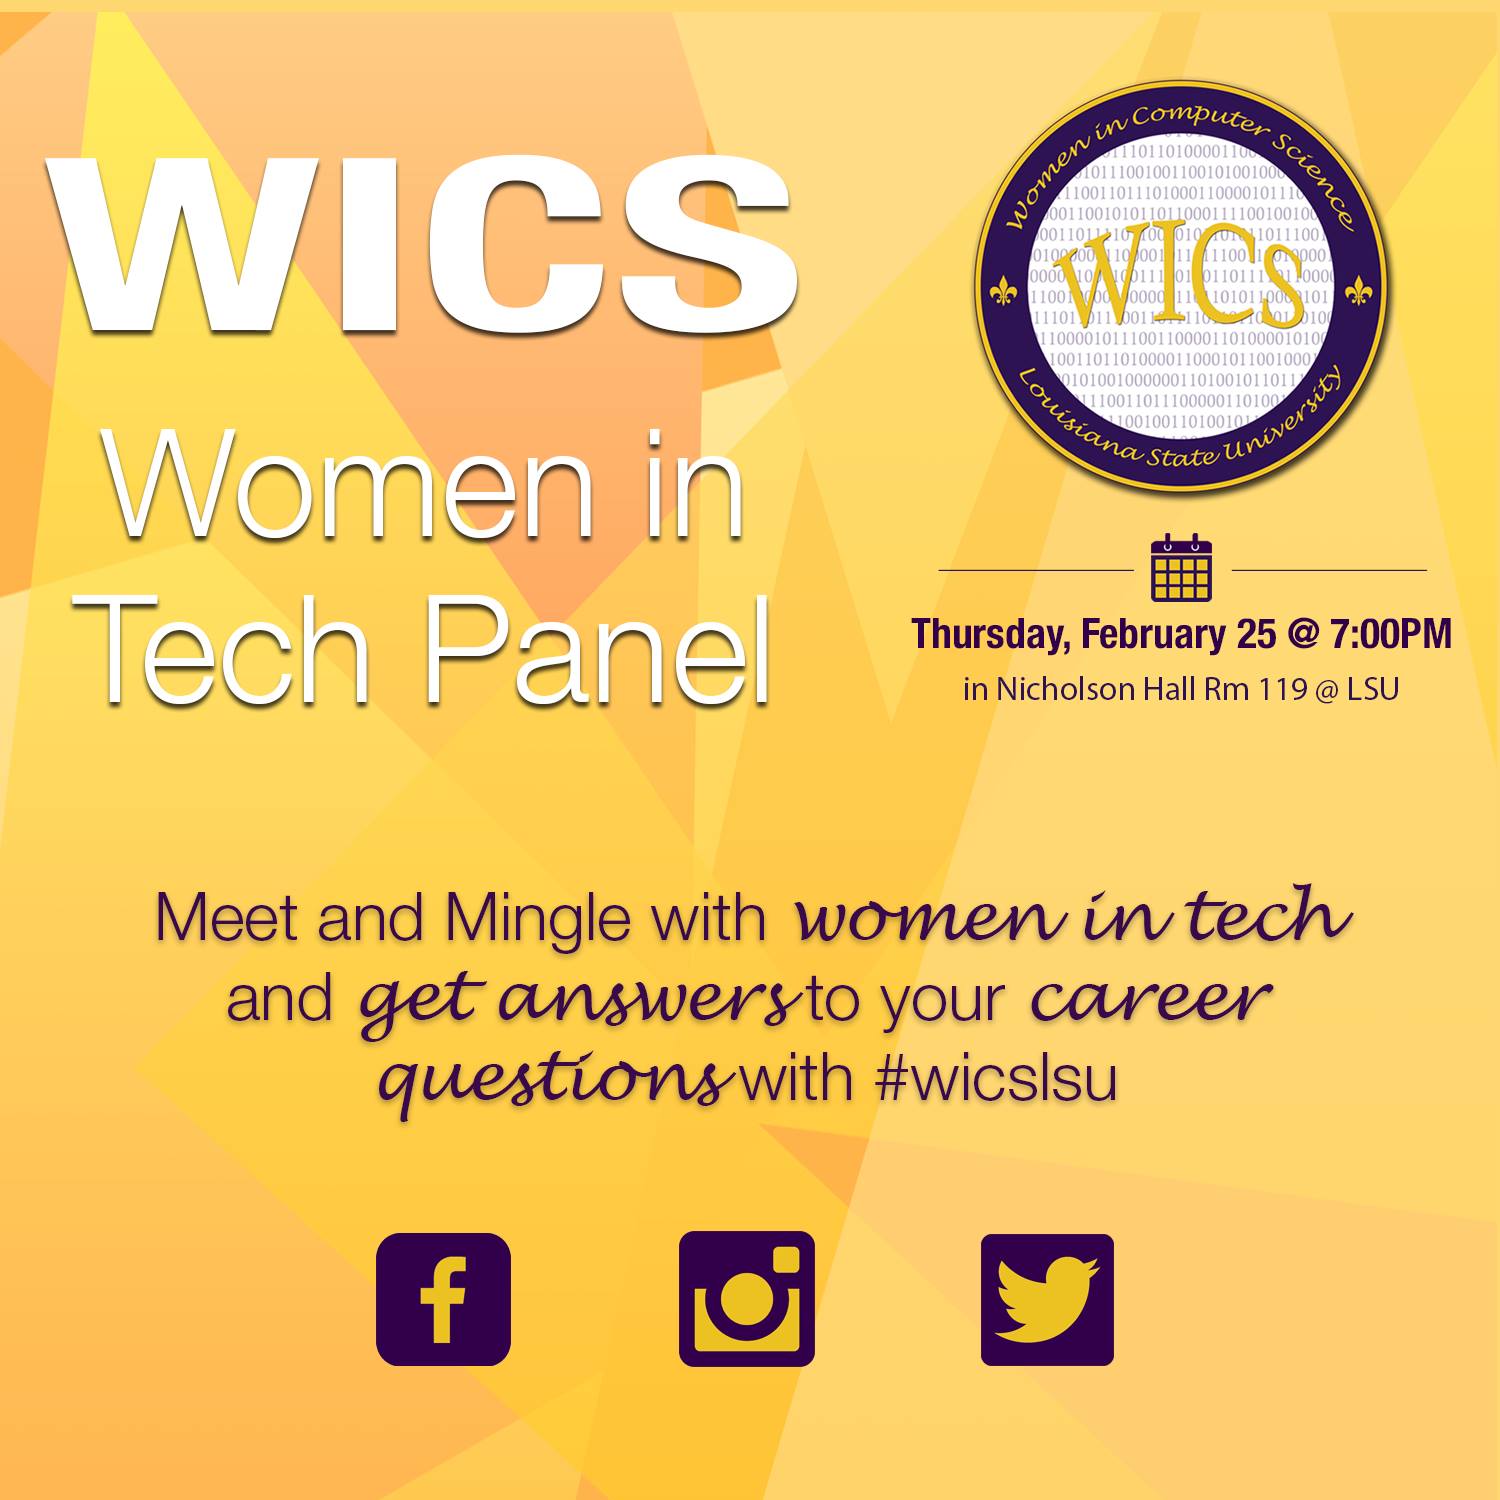 WICS
Women in
Tech Panel
Women in Computer Science
WICS
Louisiana State University
Thursday, February 25 @ 7:00PM
in Nicholson Hall Rm 119 @ LSU
Meet and Mingle with women in tech
and get answers to your career
questions with #wicslsu